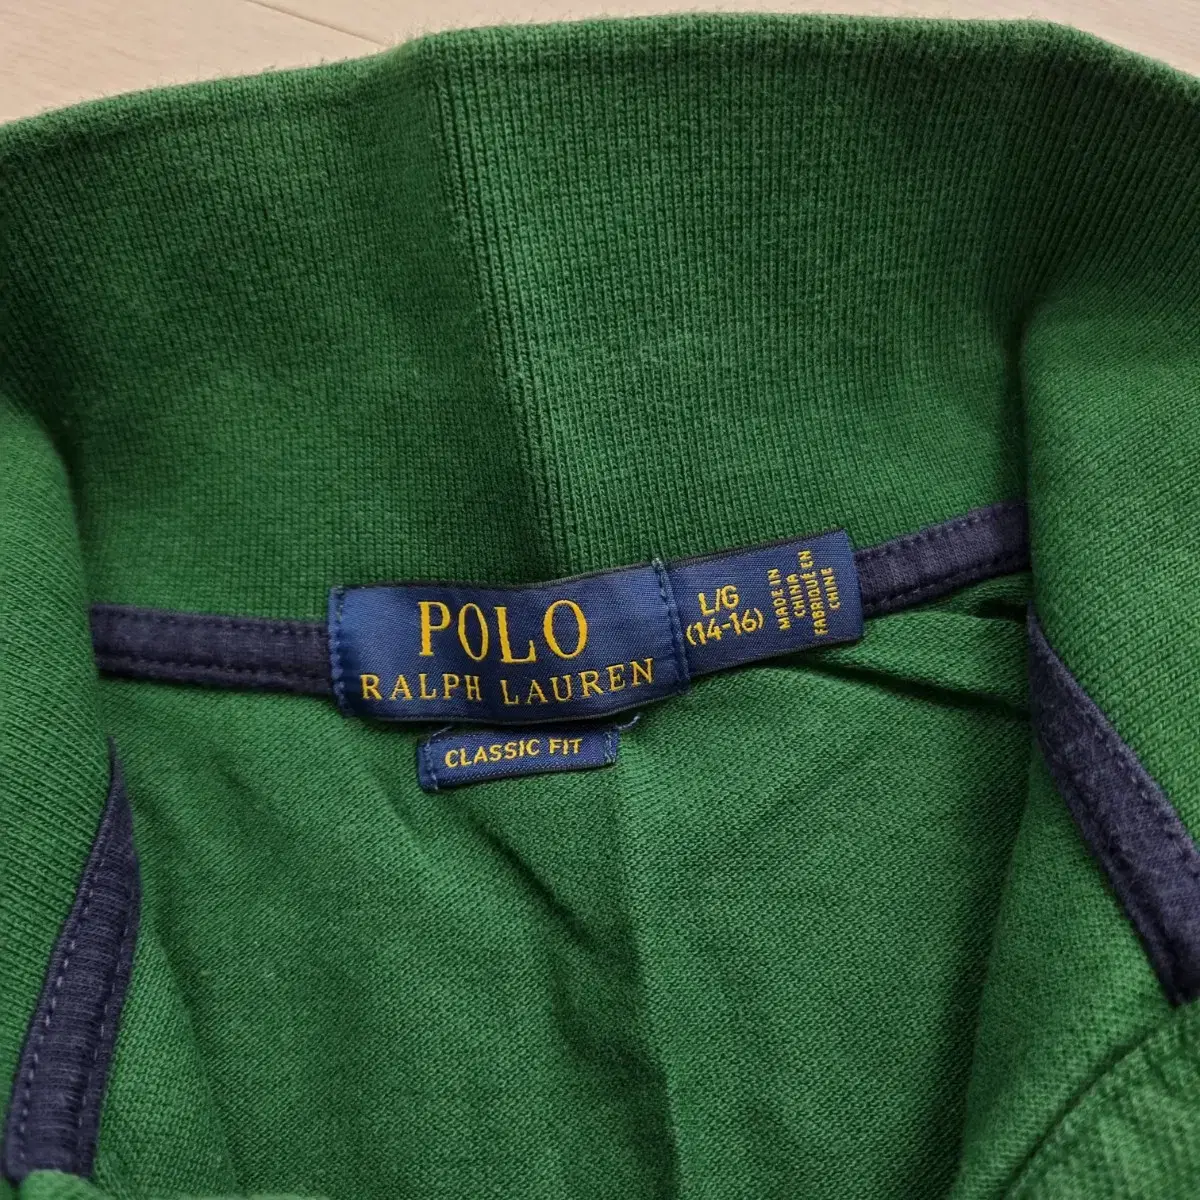 POLO
RALPH LAUREN
L/G
(14-16)
MADE IN
CHINA
FABRIQUÉ EN
CHINE
CLASSIC FIT